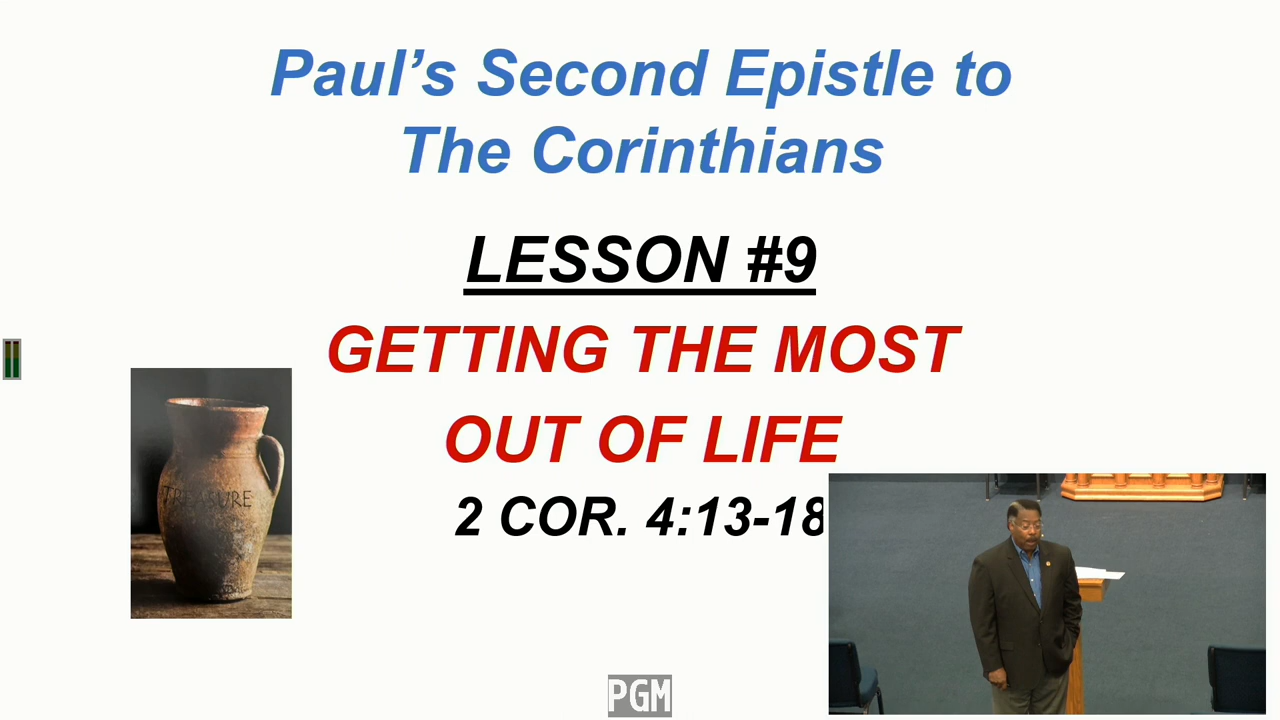 Paul’s Second Epistle to
The Corinthians
LESSON #9
GETTING THE MOST
OUT OF LIFE
2 COR. 4:13-18
TREASURE
PGM